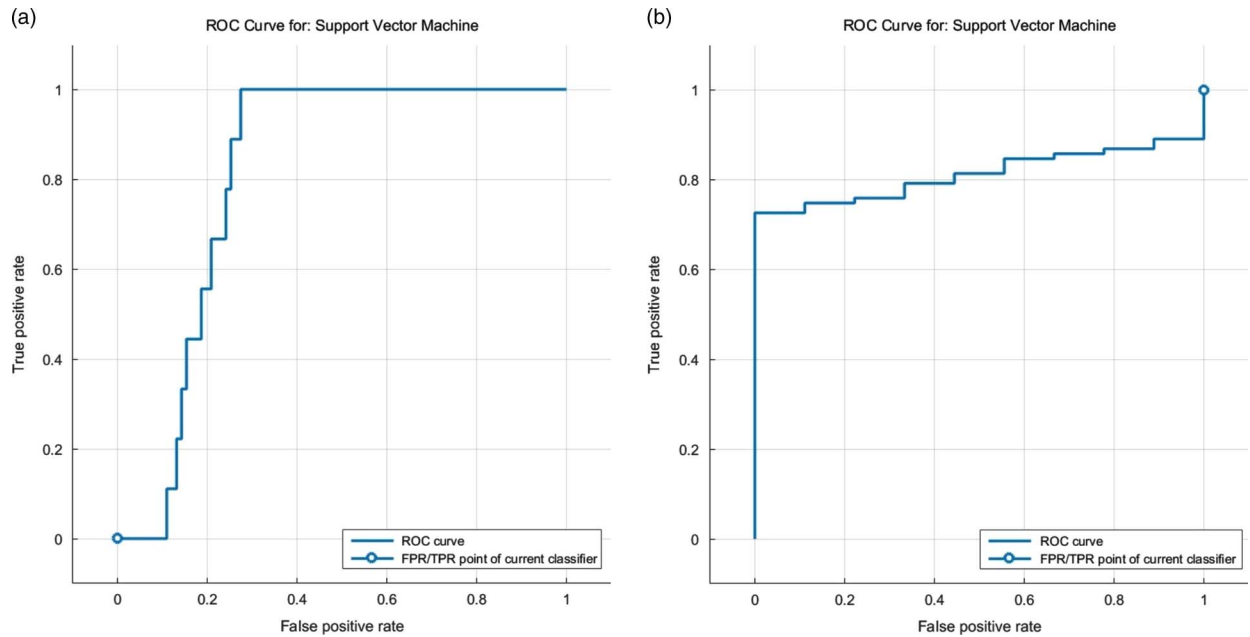 (a)
ROC Curve for: Support Vector Machine
1
0.8
0.6
0.4
0.2
0
True positive rate
0 0.2 0.4 0.6 0.8 1
False positive rate
ROC curve
FPR/TPR point of current classifier
(b)
ROC Curve for: Support Vector Machine
1
0.8
0.6
0.4
0.2
0
True positive rate
0 0.2 0.4 0.6 0.8 1
False positive rate
ROC curve
FPR/TPR point of current classifier